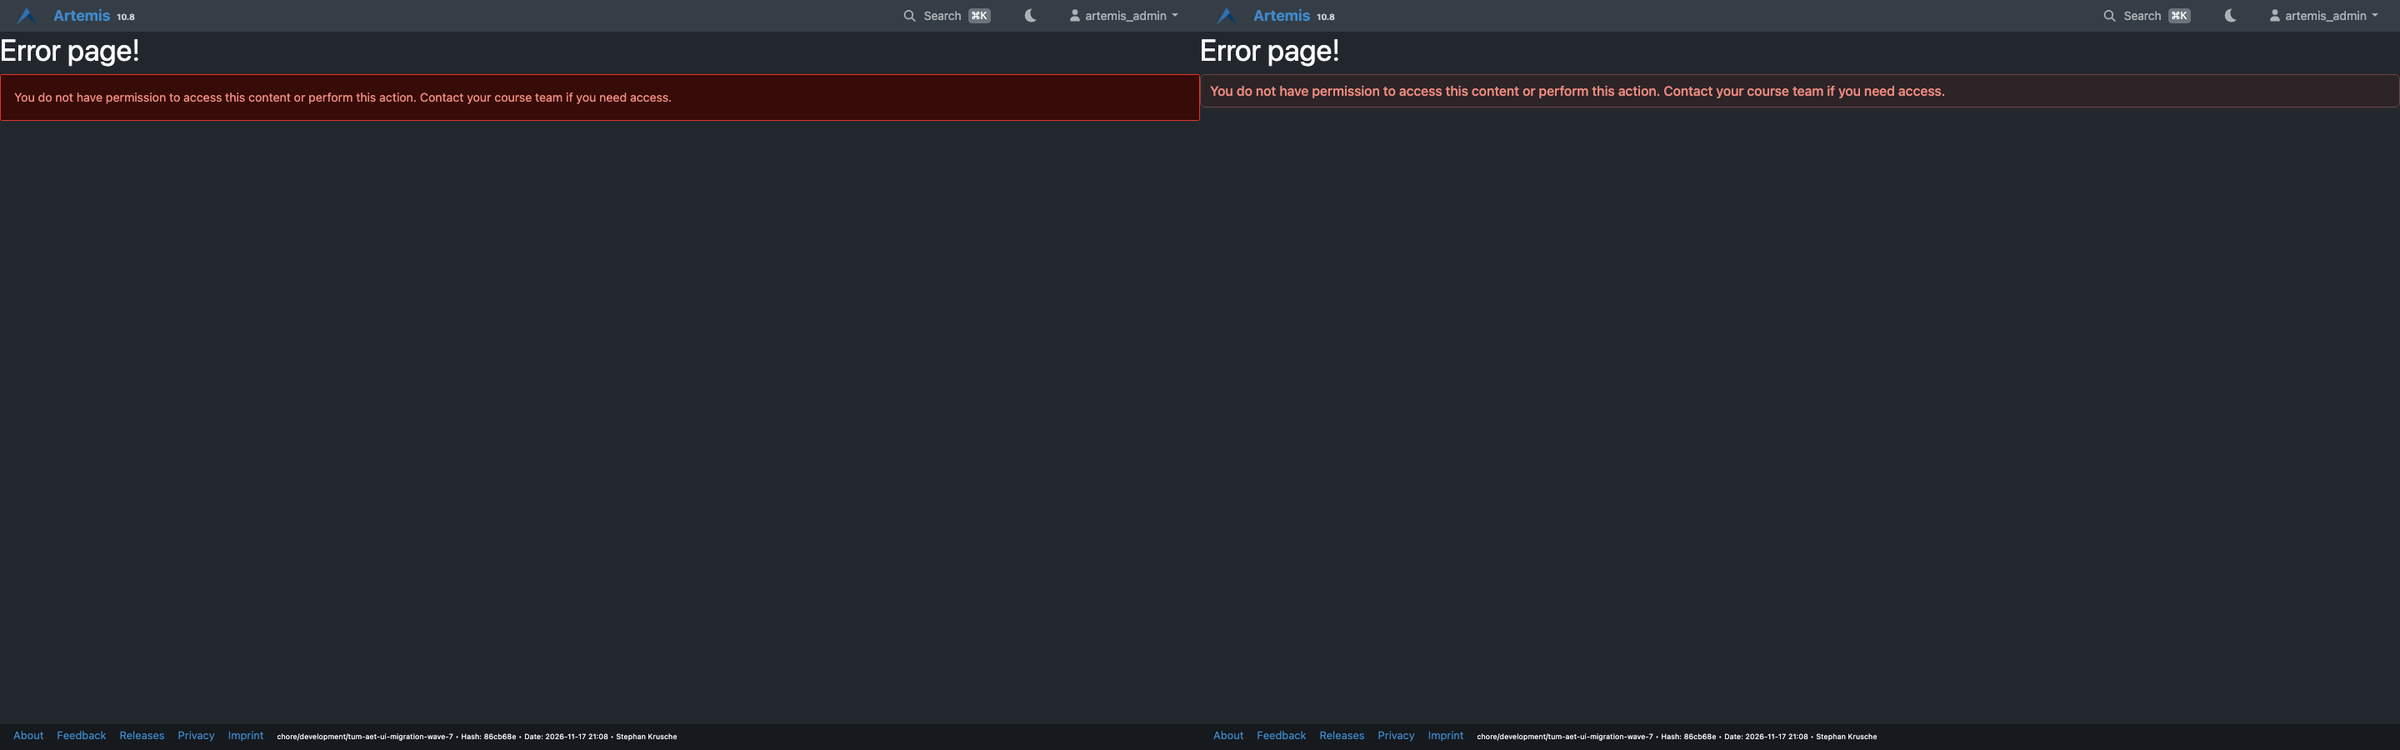 Artemis 10.8 Search ⌘K artemis_admin
Error page!
You do not have permission to access this content or perform this action. Contact your course team if you need access.
About Feedback Releases Privacy Imprint chore/development/tum-aet-ui-migration-wave-7 • Hash: 86cb68e • Date: 2026-11-17 21:08 • Stephan Krusche
Artemis 10.8 Search ⌘K artemis_admin
Error page!
You do not have permission to access this content or perform this action. Contact your course team if you need access.
About Feedback Releases Privacy Imprint chore/development/tum-aet-ui-migration-wave-7 • Hash: 86cb68e • Date: 2026-11-17 21:08 • Stephan Krusche